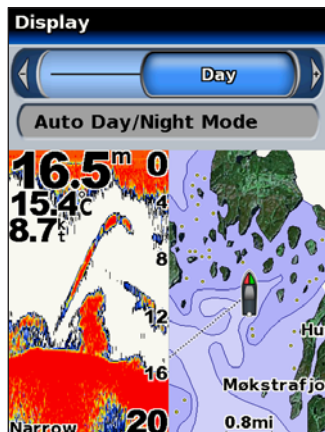 Display
Day
Auto Day/Night Mode
16.5m
15.4°C
8.7kt
0
4
8
12
16
20
Narrow
Hu
Møkstrafjo
0.8mi